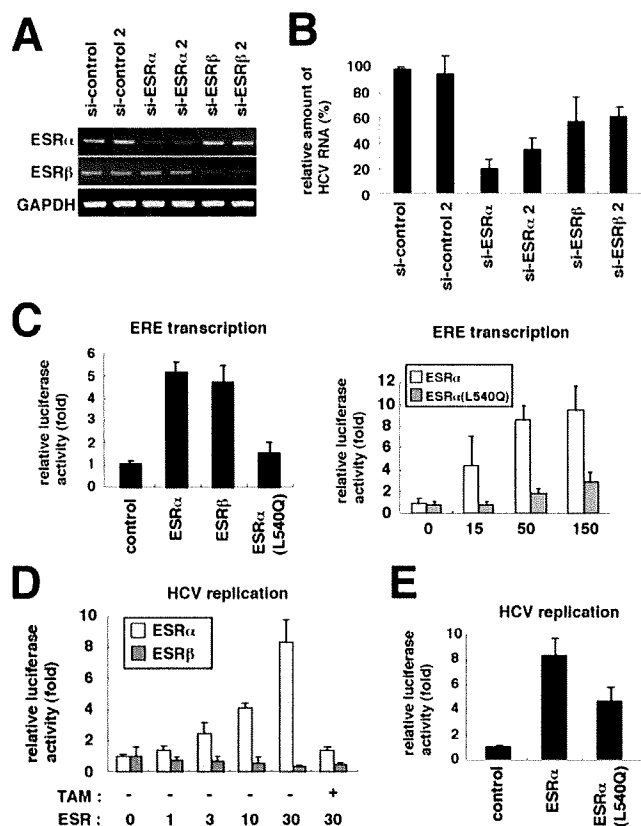 A
si-control
si-control 2
si-ESRα
si-ESRα 2
si-ESRβ
si-ESRβ 2
ESRα
ESRβ
GAPDH
B
relative amount of
HCV RNA (%)
100
80
60
40
20
0
si-control
si-control 2
si-ESRα
si-ESRα 2
si-ESRβ
si-ESRβ 2
C
ERE transcription
relative luciferase
activity (fold)
6
5
4
3
2
1
0
control
ESRα
ESRβ
ESRα
(L540Q)
ERE transcription
relative luciferase
activity (fold)
12
10
8
6
4
2
0
ESRα
ESRα(L540Q)
0 15 50 150
D
HCV replication
relative luciferase
activity (fold)
10
8
6
4
2
0
ESRα
ESRβ
TAM : - - - - - +
ESR : 0 1 3 10 30 30
E
HCV replication
relative luciferase
activity (fold)
10
8
6
4
2
0
control
ESRα
ESRα
(L540Q)